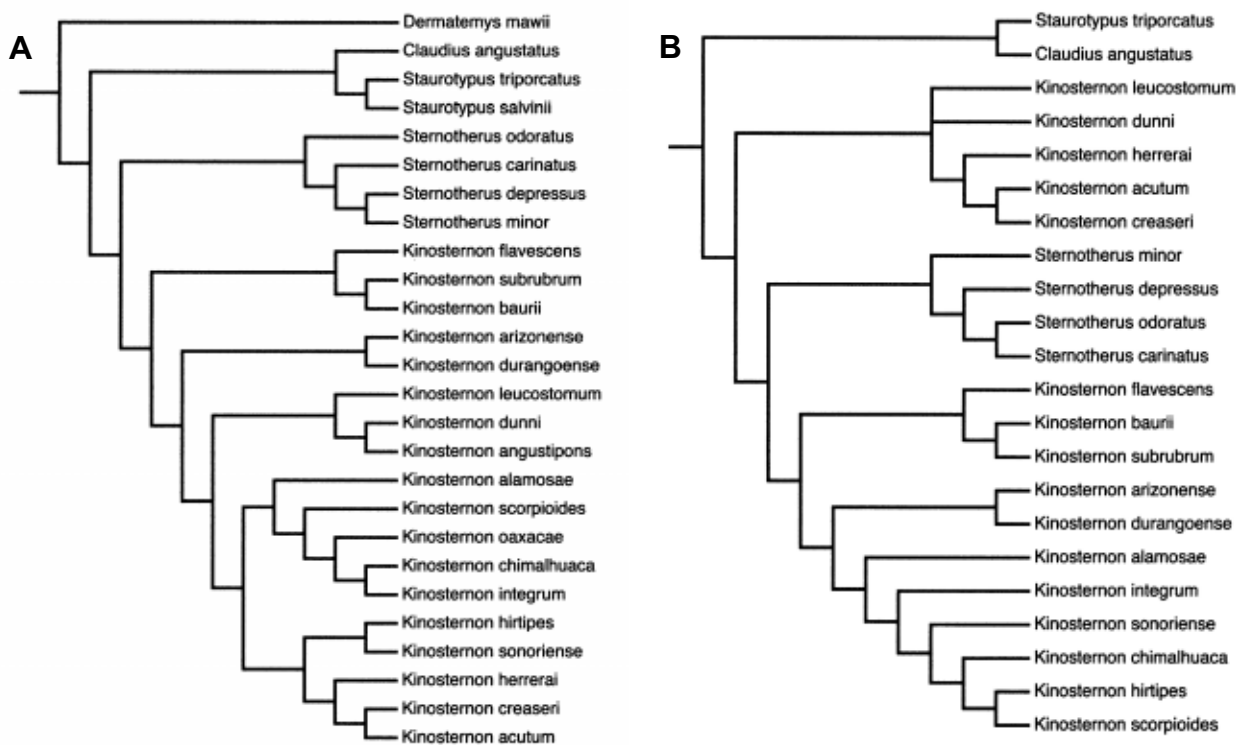 A
Dermatemys mawii
Claudius angustatus
Staurotypus triporcatus
Staurotypus salvinii
Sternotherus odoratus
Sternotherus carinatus
Sternotherus depressus
Sternotherus minor
Kinosternon flavescens
Kinosternon subrubrum
Kinosternon baurii
Kinosternon arizonense
Kinosternon durangoense
Kinosternon leucostomum
Kinosternon dunni
Kinosternon angustipons
Kinosternon alamosae
Kinosternon scorpioides
Kinosternon oaxacae
Kinosternon chimalhuaca
Kinosternon integrum
Kinosternon hirtipes
Kinosternon sonoriense
Kinosternon herrerai
Kinosternon creaseri
Kinosternon acutum
B
Staurotypus triporcatus
Claudius angustatus
Kinosternon leucostomum
Kinosternon dunni
Kinosternon herrerai
Kinosternon acutum
Kinosternon creaseri
Sternotherus minor
Sternotherus depressus
Sternotherus odoratus
Sternotherus carinatus
Kinosternon flavescens
Kinosternon baurii
Kinosternon subrubrum
Kinosternon arizonense
Kinosternon durangoense
Kinosternon alamosae
Kinosternon integrum
Kinosternon sonoriense
Kinosternon chimalhuaca
Kinosternon hirtipes
Kinosternon scorpioides